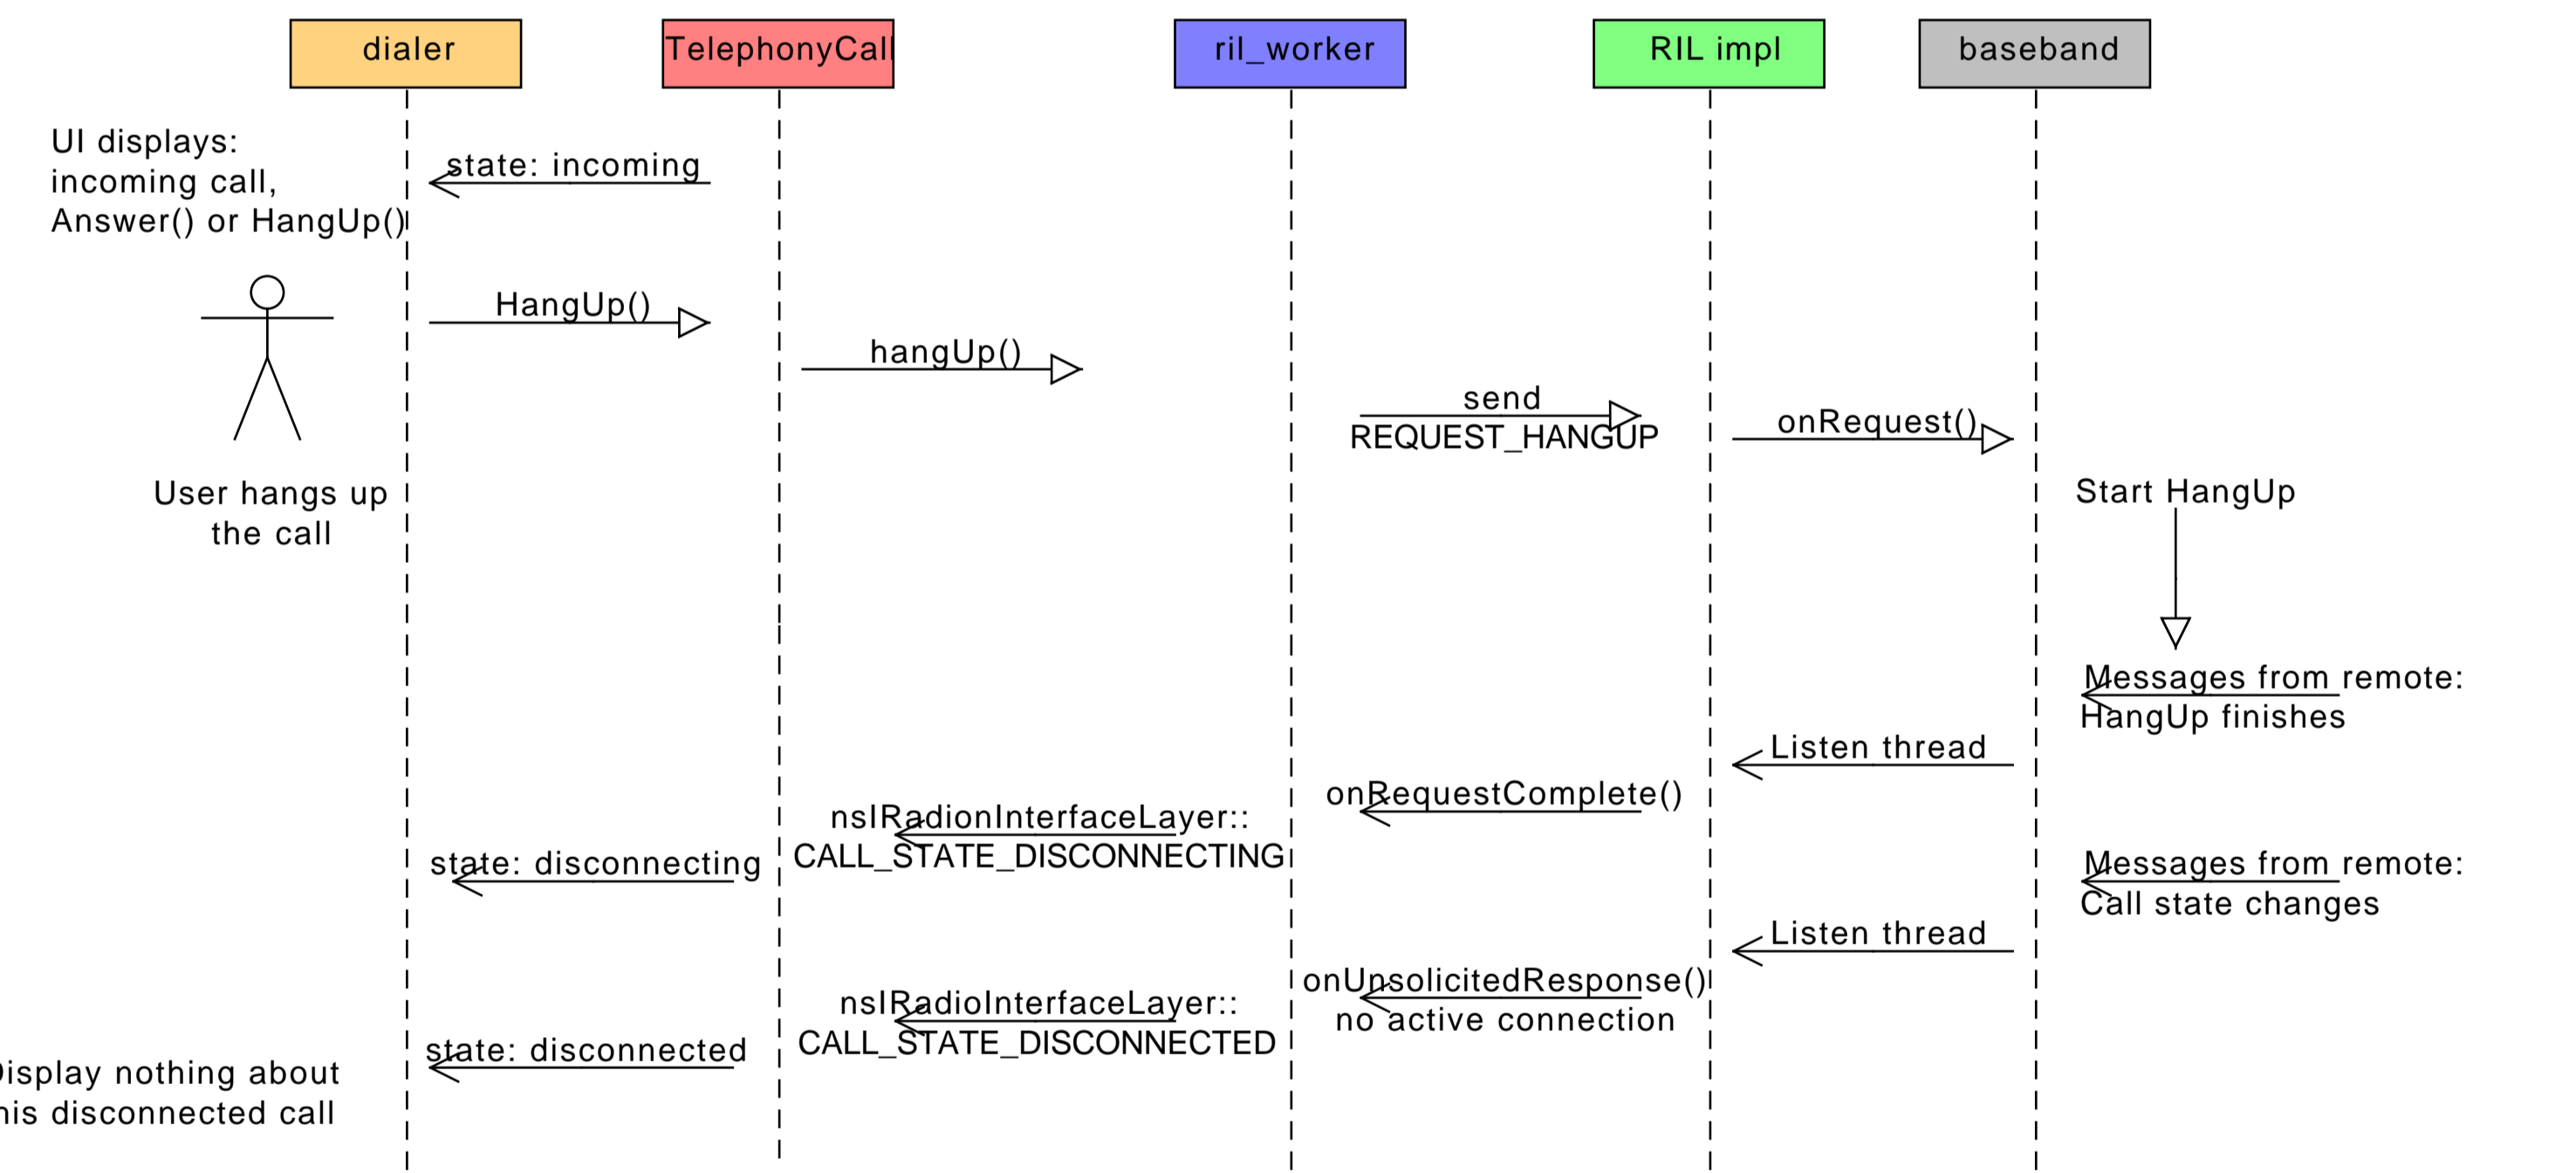 dialer
TelephonyCall
ril_worker
RIL impl
baseband
UI displays:
incoming call,
Answer() or HangUp()
state: incoming
HangUp()
hangUp()
send
REQUEST_HANGUP
onRequest()
User hangs up
the call
Start HangUp
Messages from remote:
HangUp finishes
Listen thread
onRequestComplete()
nsIRadionInterfaceLayer::
CALL_STATE_DISCONNECTING
state: disconnecting
Messages from remote:
Call state changes
Listen thread
onUnsolicitedResponse()
no active connection
nsIRadioInterfaceLayer::
CALL_STATE_DISCONNECTED
state: disconnected
Display nothing about
his disconnected call